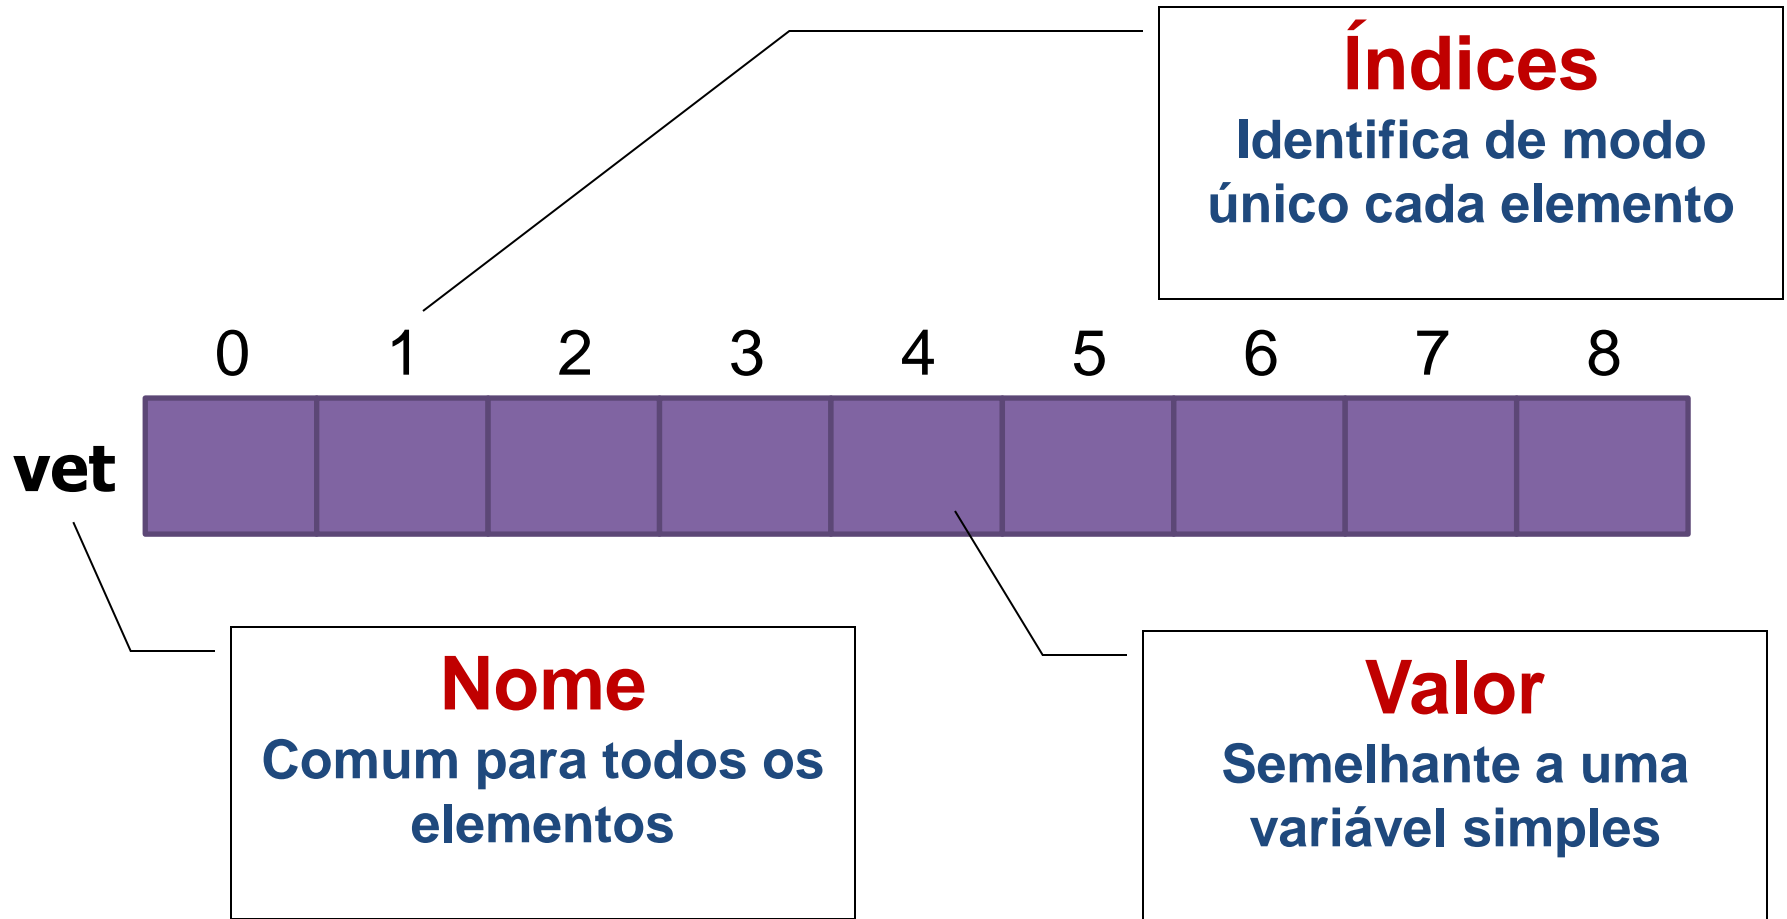 Índices
Identifica de modo
único cada elemento
0 1 2 3 4 5 6 7 8
vet
Nome
Comum para todos os
elementos
Valor
Semelhante a uma
variável simples